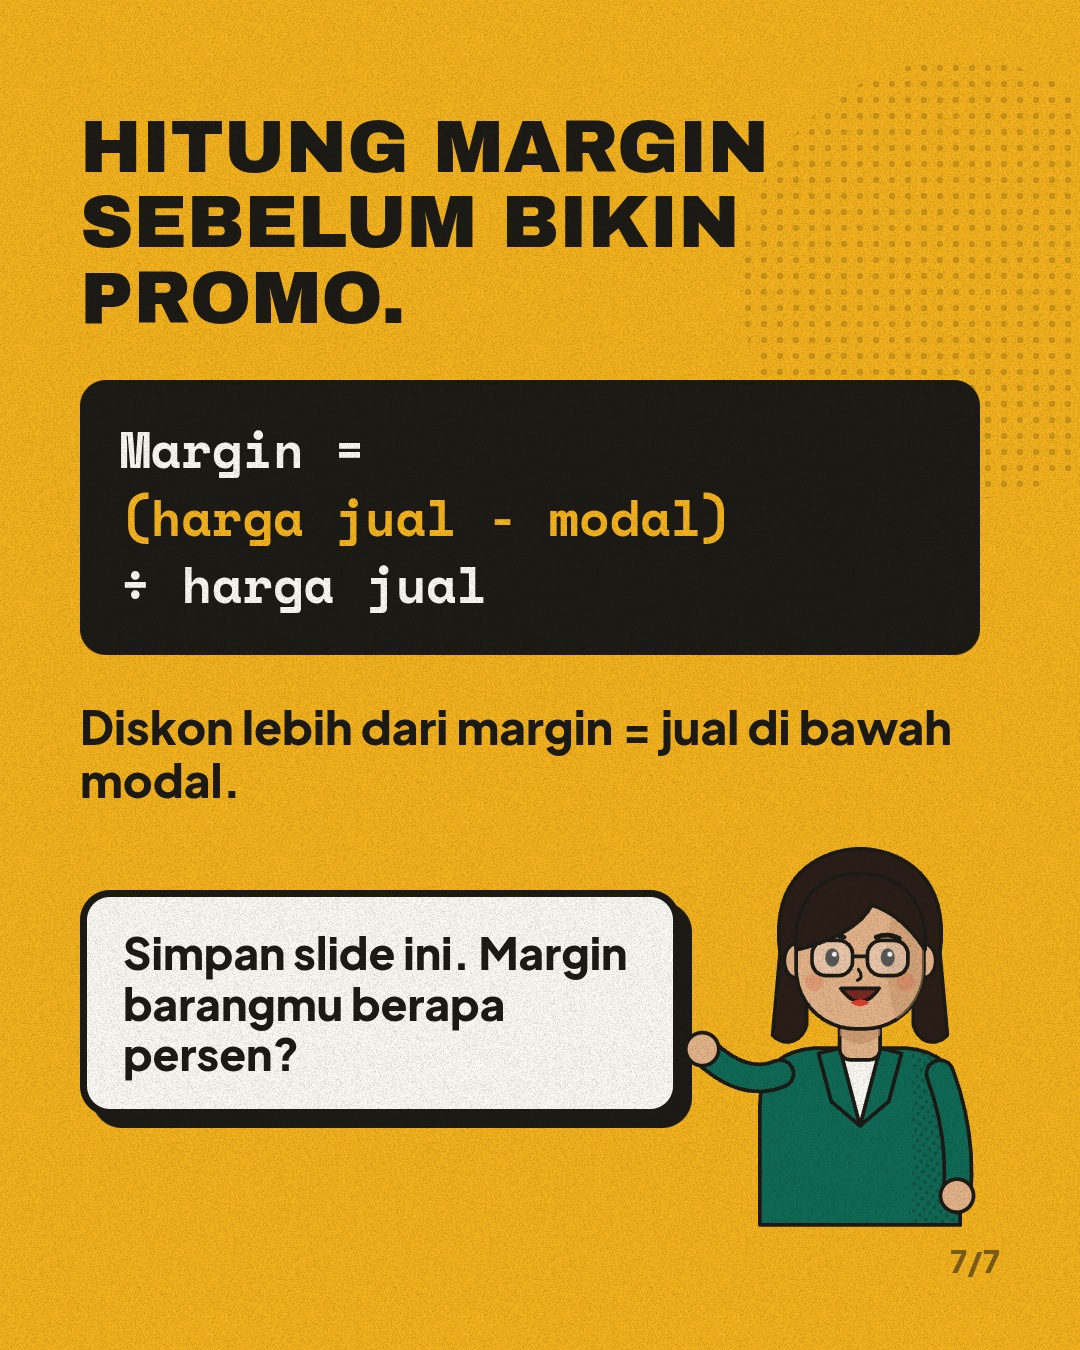 HITUNG MARGIN
SEBELUM BIKIN
PROMO.
Margin =
(harga jual - modal)
÷ harga jual
Diskon lebih dari margin = jual di bawah
modal.
Simpan slide ini. Margin
barangmu berapa
persen?
7/7